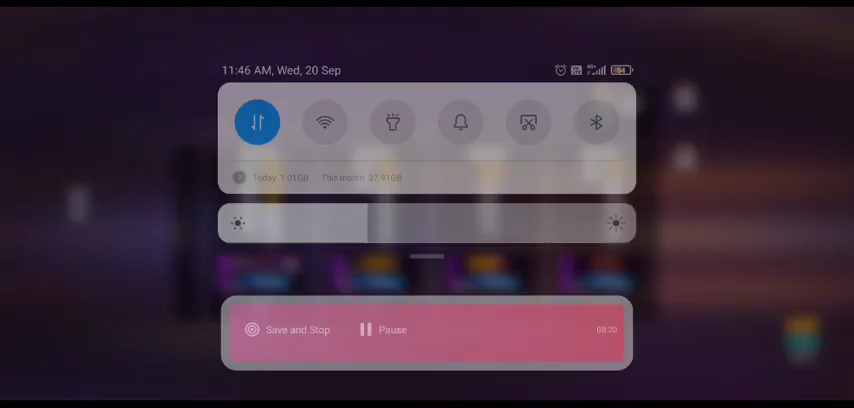 11:46 AM, Wed, 20 Sep
Today: 1.01GB This month: 27.91GB
Save and Stop Pause 08:20